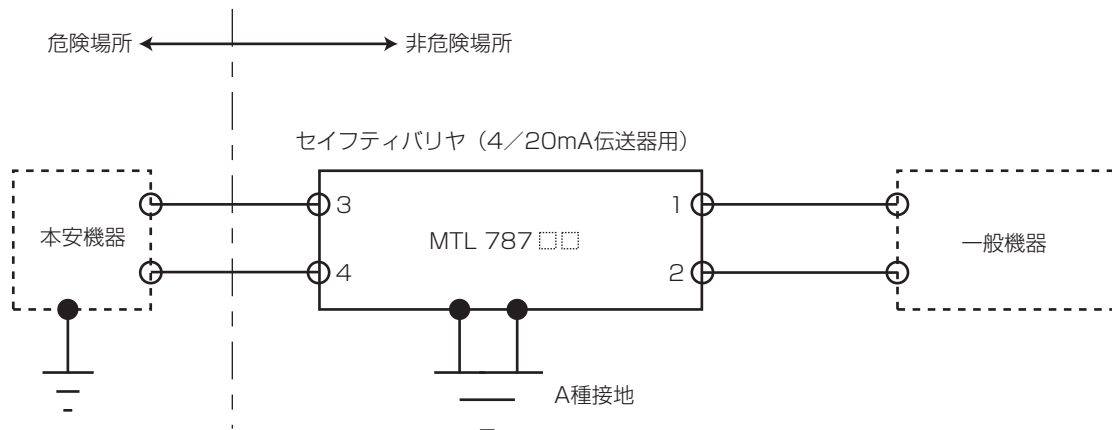 危険場所
非危険場所
セイフティバリヤ（4／20mA伝送器用）
本安機器
3
4
MTL 787 □□
1
2
一般機器
A種接地